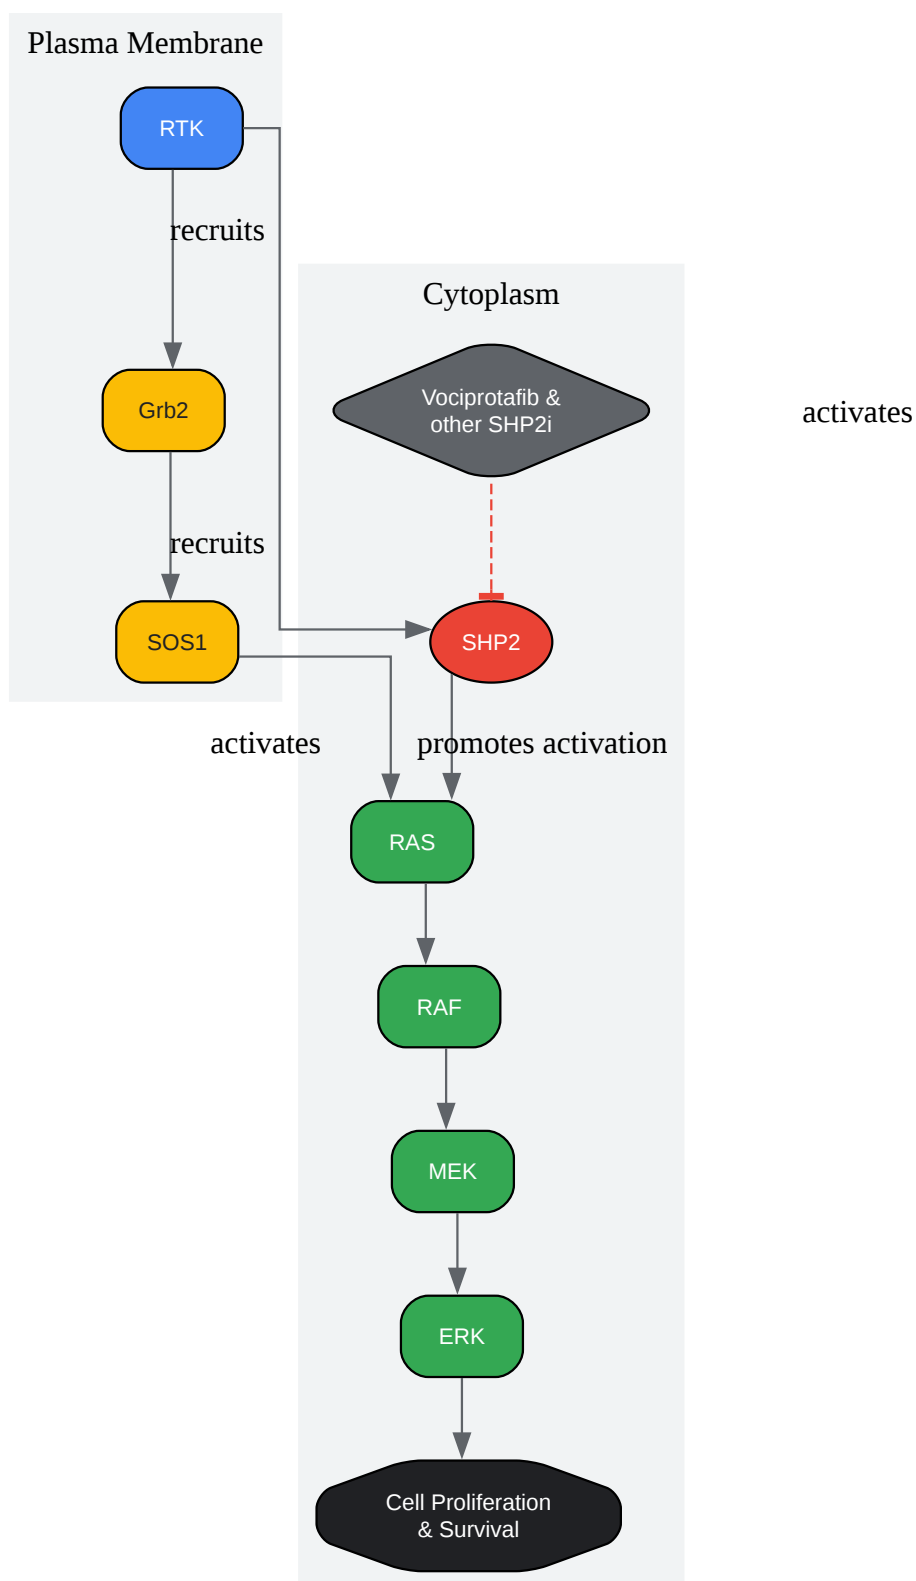 Plasma Membrane
RTK
recruits
Cytoplasm
Vociprotafib &
other SHP2i
Grb2
activates
recruits
SOS1
SHP2
activates
promotes activation
RAS
RAF
MEK
ERK
Cell Proliferation
& Survival